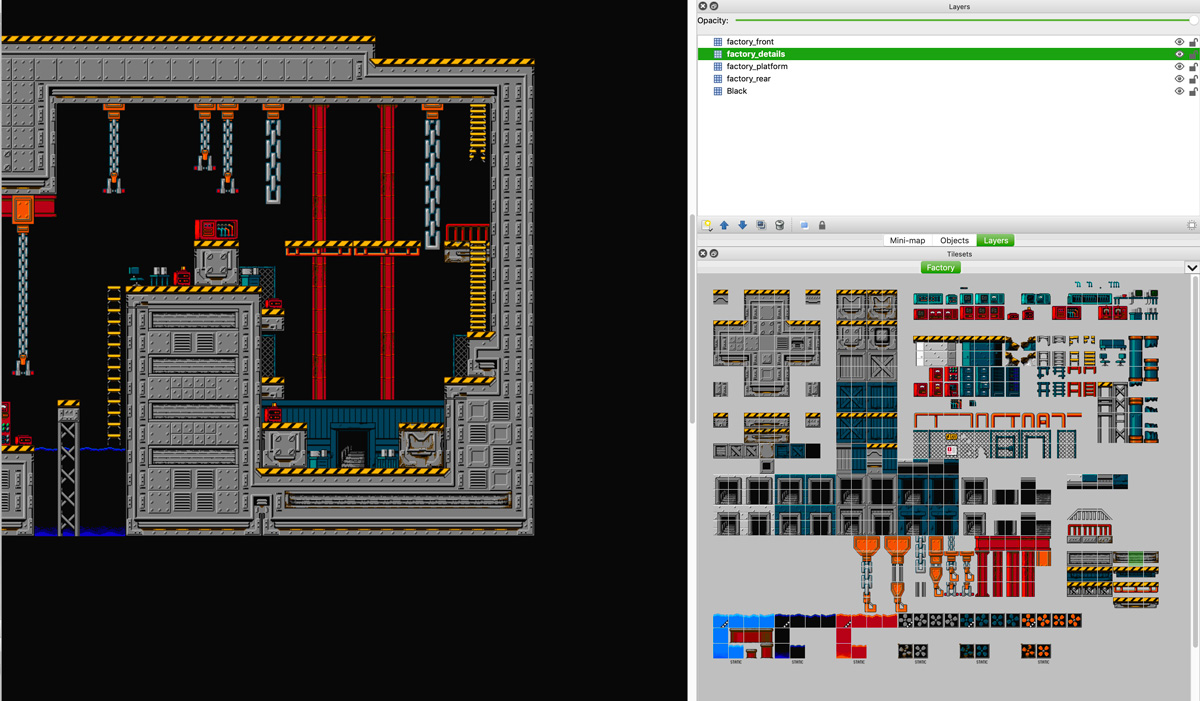 Layers
Opacity:
factory_front
factory_details
factory_platform
factory_rear
Black
Mini-map Objects Layers
Tilesets
Factory